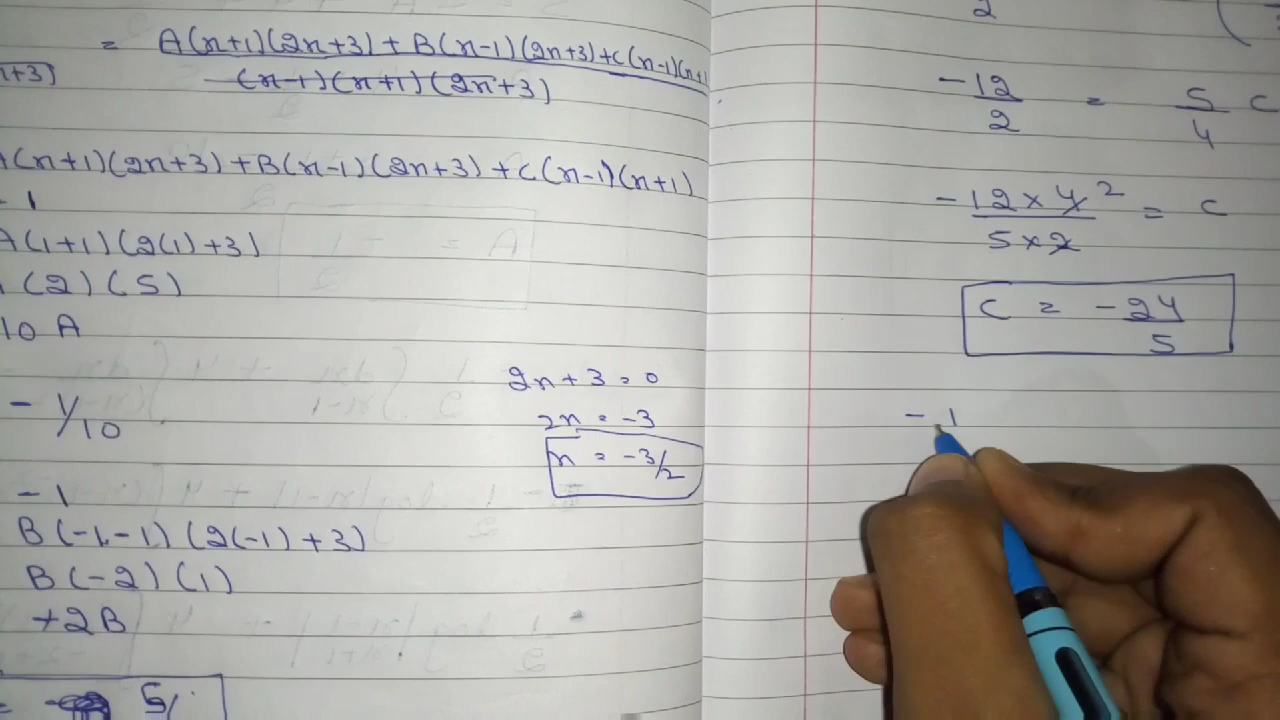 = A(x+1)(2x+3) + B(x-1)(2x+3) + C(x-1)(x+1
x+3)
(x-1)(x+1)(2x+3)
A(x+1)(2x+3) + B(x-1)(2x+3) + C(x-1)(x+1)
- 1
A(1+1)(2(1)+3)
(2)(5)
10 A
- 1/10
2x + 3 = 0
2x = -3
x = -3/2
- 1
B(-1-1)(2(-1)+3)
B(-2)(1)
+2B
= 5/
2
-12/2 = 5/4 C
-12×4 2/5×2 = C
C = -24/5
- 1